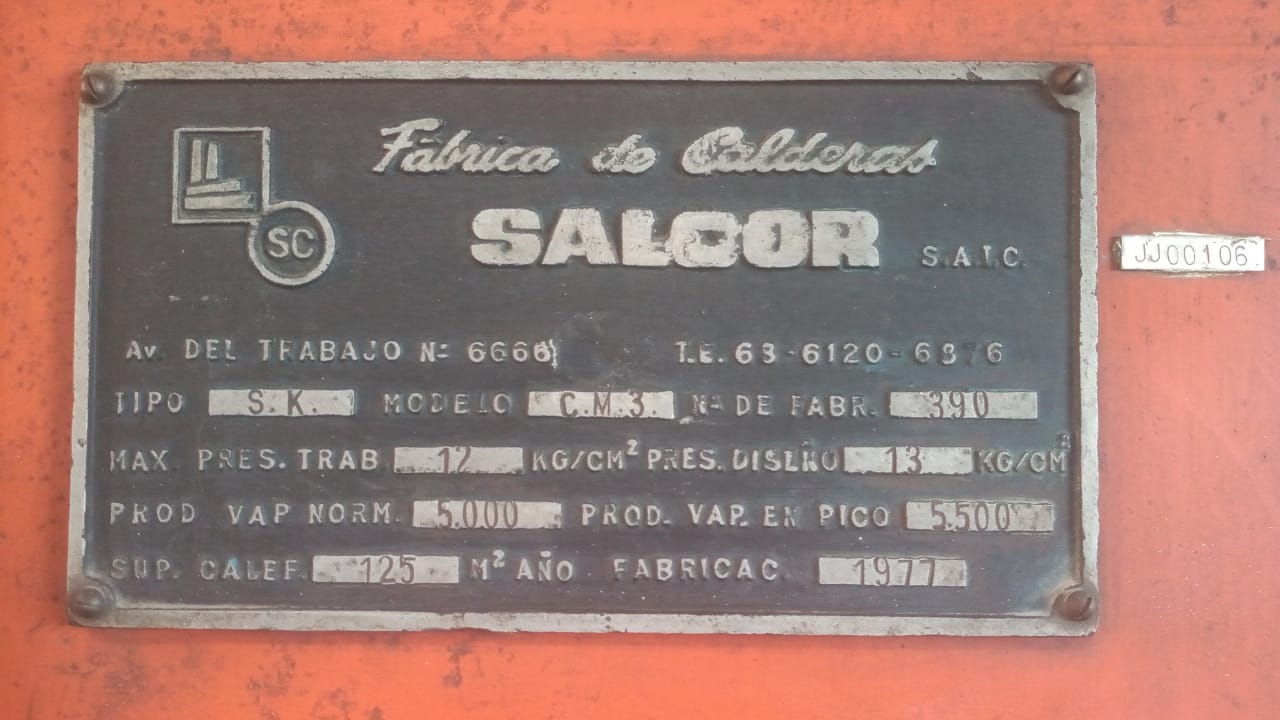 Fábrica de Calderas
SC
SALCOR S.A.I.C.
JJ00106
Av. DEL TRABAJO Nº 6666 T.E. 63-6120-6376
TIPO S.K. MODELO C.M.3. Nº DE FABR. 390
MAX. PRES. TRAB. 12 KG/CM² PRES. DISEÑO 13 KG/CM²
PROD. VAP NORM. 5.000 PROD. VAP. EN PICO 5.500
SUP. CALEF. 125 M² AÑO FABRICAC. 1977